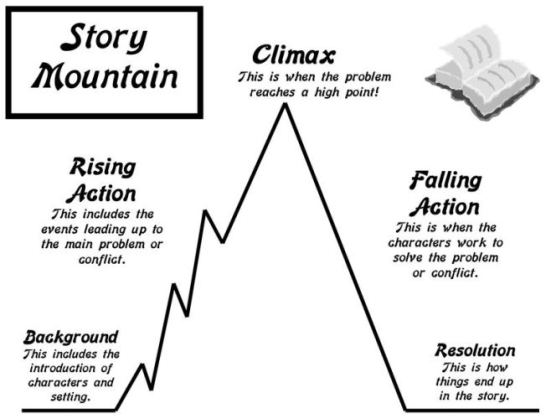 Story
Mountain
Climax
This is when the problem
reaches a high point!
Rising
Action
This includes the
events leading up to
the main problem or
conflict.
Falling
Action
This is when the
characters work to
solve the problem
or conflict.
Background
This includes the
introduction of
characters and
setting.
Resolution
This is how
things end up
in the story.